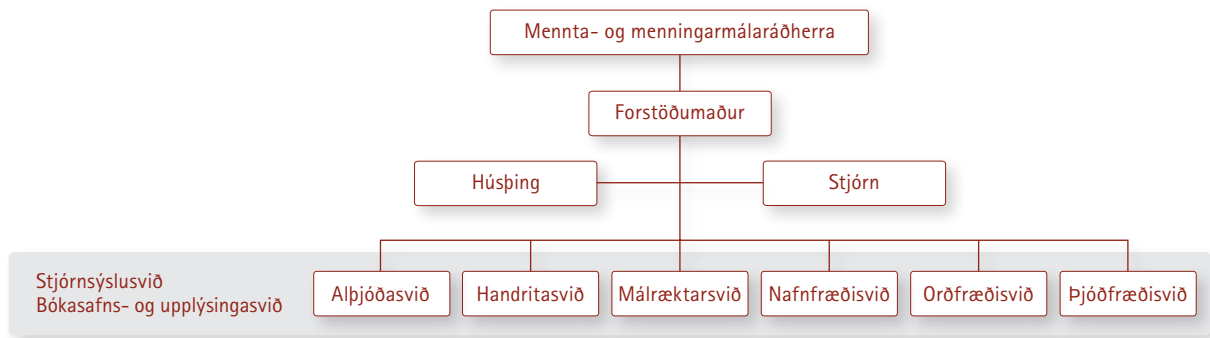 Mennta- og menningarmálaráðherra
Forstöðumaður
Húsþing
Stjórn
Stjórnsýslusvið
Bókasafns- og upplýsingasvið
Alþjóðasvið
Handritasvið
Málræktarsvið
Nafnfræðisvið
Orðfræðisvið
Þjóðfræðisvið